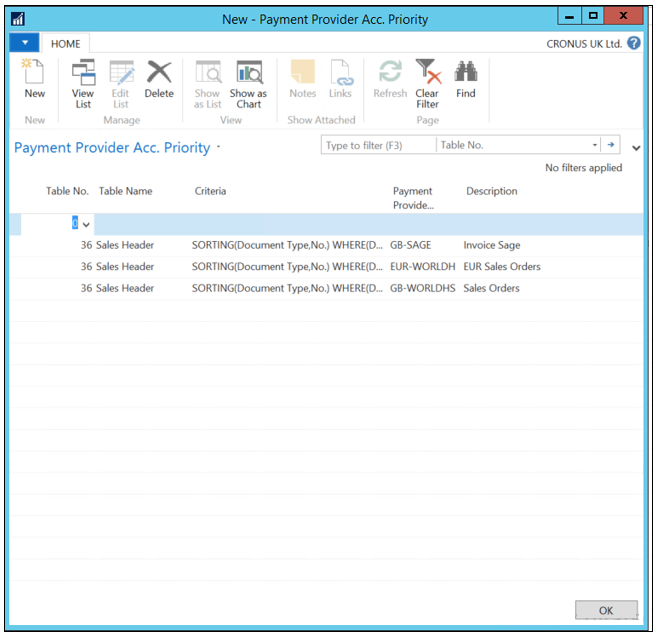 New - Payment Provider Acc. Priority
HOME
CRONUS UK Ltd.
New
View List
Edit List
Delete
Show as List
Show as Chart
Notes
Links
Refresh
Clear Filter
Find
New
Manage
View
Show Attached
Page
Payment Provider Acc. Priority
Type to filter (F3)
Table No.
No filters applied
Table No. Table Name Criteria Payment Provide... Description
0
36 Sales Header SORTING(Document Type,No.) WHERE(D... GB-SAGE Invoice Sage
36 Sales Header SORTING(Document Type,No.) WHERE(D... EUR-WORLDH EUR Sales Orders
36 Sales Header SORTING(Document Type,No.) WHERE(D... GB-WORLDHS Sales Orders
OK